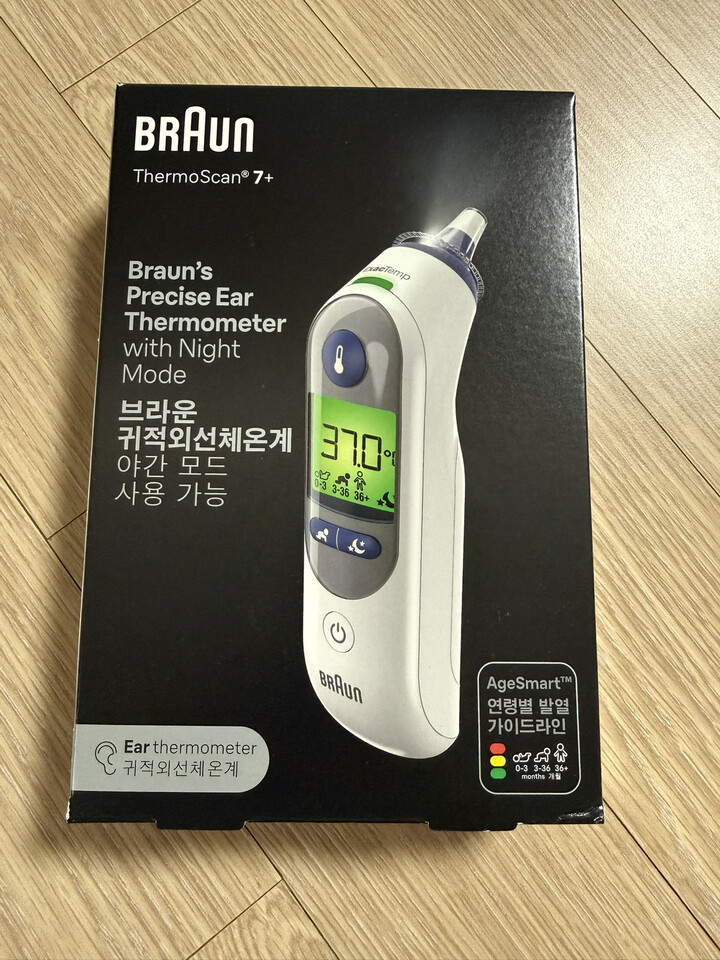 BRAUN
ThermoScan® 7+
Braun's
Precise Ear
Thermometer
with Night
Mode
브라운
귀적외선체온계
야간 모드
사용 가능
ExacTemp
37.0°
0-3 3-36 36+
BRAUN
Ear thermometer
귀적외선체온계
AgeSmart™
연령별 발열
가이드라인
0-3 3-36 36+
months 개월